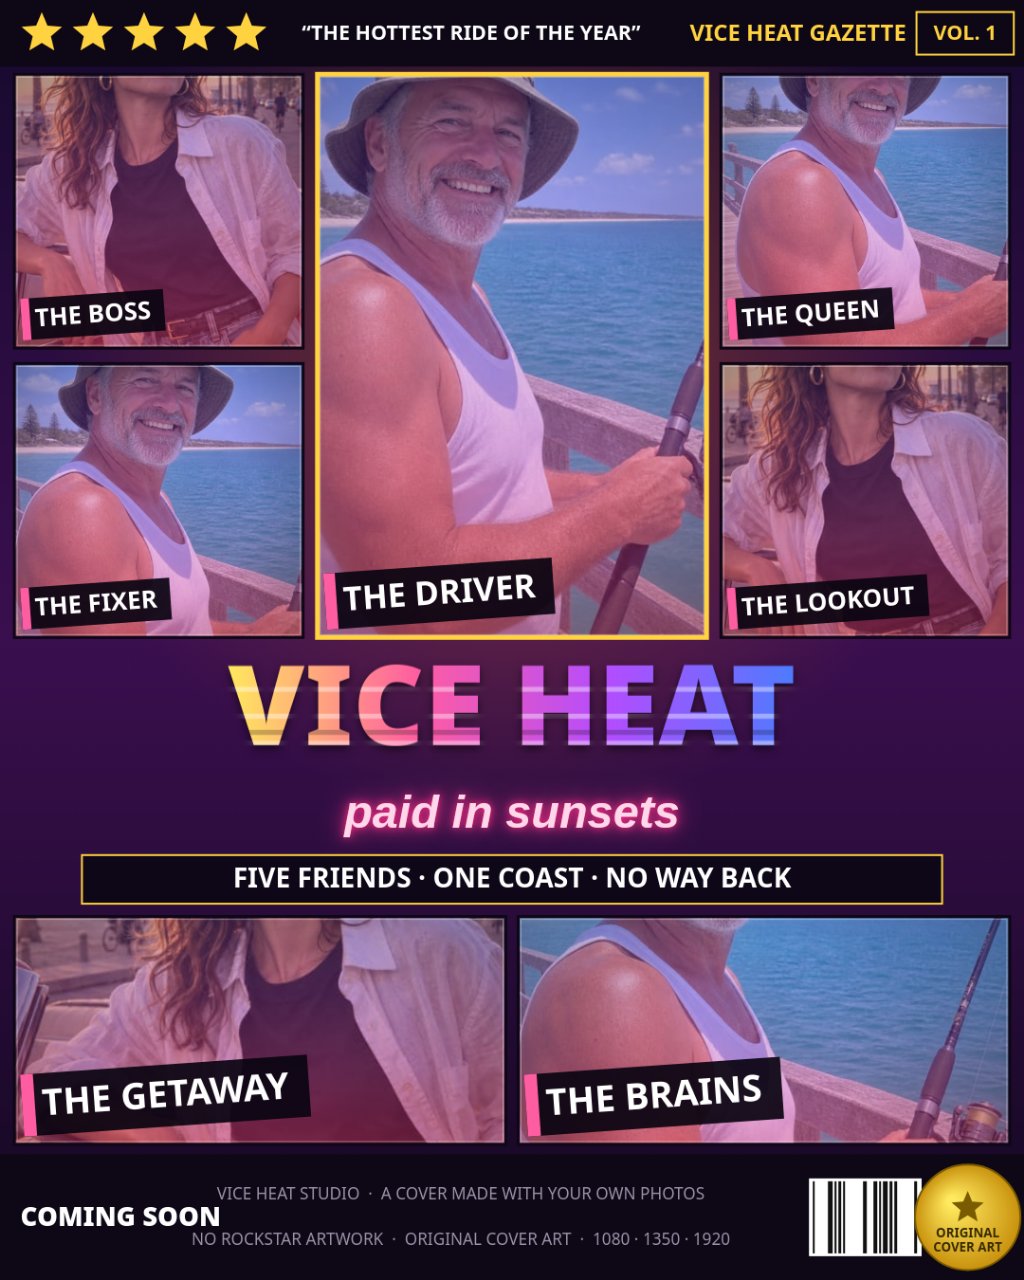 “THE HOTTEST RIDE OF THE YEAR”
VICE HEAT GAZETTE
VOL. 1
THE BOSS
THE QUEEN
THE FIXER
THE DRIVER
THE LOOKOUT
VICE HEAT
paid in sunsets
FIVE FRIENDS · ONE COAST · NO WAY BACK
THE GETAWAY
THE BRAINS
COMING SOON
VICE HEAT STUDIO · A COVER MADE WITH YOUR OWN PHOTOS
NO ROCKSTAR ARTWORK · ORIGINAL COVER ART · 1080 · 1350 · 1920
ORIGINAL
COVER ART